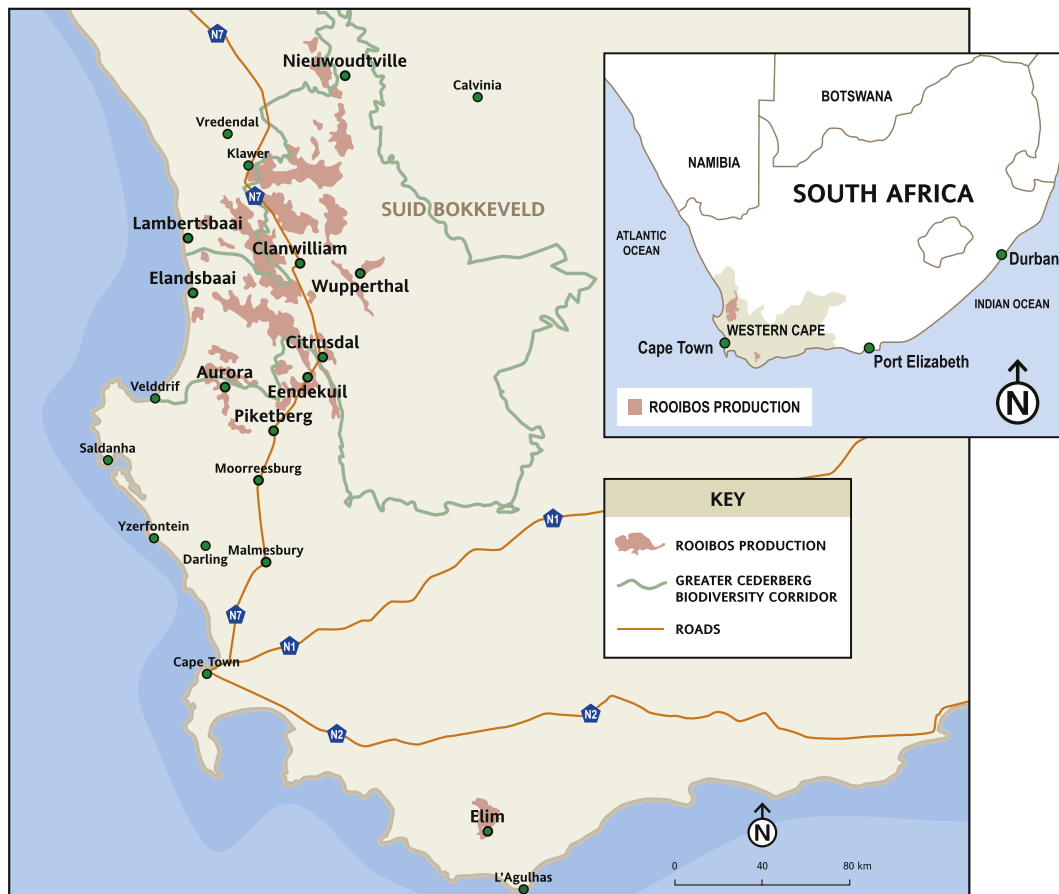 N7
Nieuwoudtville
Calvinia
Vredendal
Klawer
N7
SUID BOKKEVELD
Lambertsbaai
Clanwilliam
Elandsbaai
Wupperthal
Citrusdal
Aurora
Velddrif
Eendekuil
Piketberg
Saldanha
Moorreesburg
Yzerfontein
Darling
Malmesbury
N1
N7
N1
Cape Town
N2
N2
Elim
L'Agulhas
N
0 40 80 km
BOTSWANA
NAMIBIA
SOUTH AFRICA
ATLANTIC
OCEAN
Durban
INDIAN OCEAN
WESTERN CAPE
Cape Town
Port Elizabeth
ROOIBOS PRODUCTION
N
KEY
ROOIBOS PRODUCTION
GREATER CEDERBERG
BIODIVERSITY CORRIDOR
ROADS